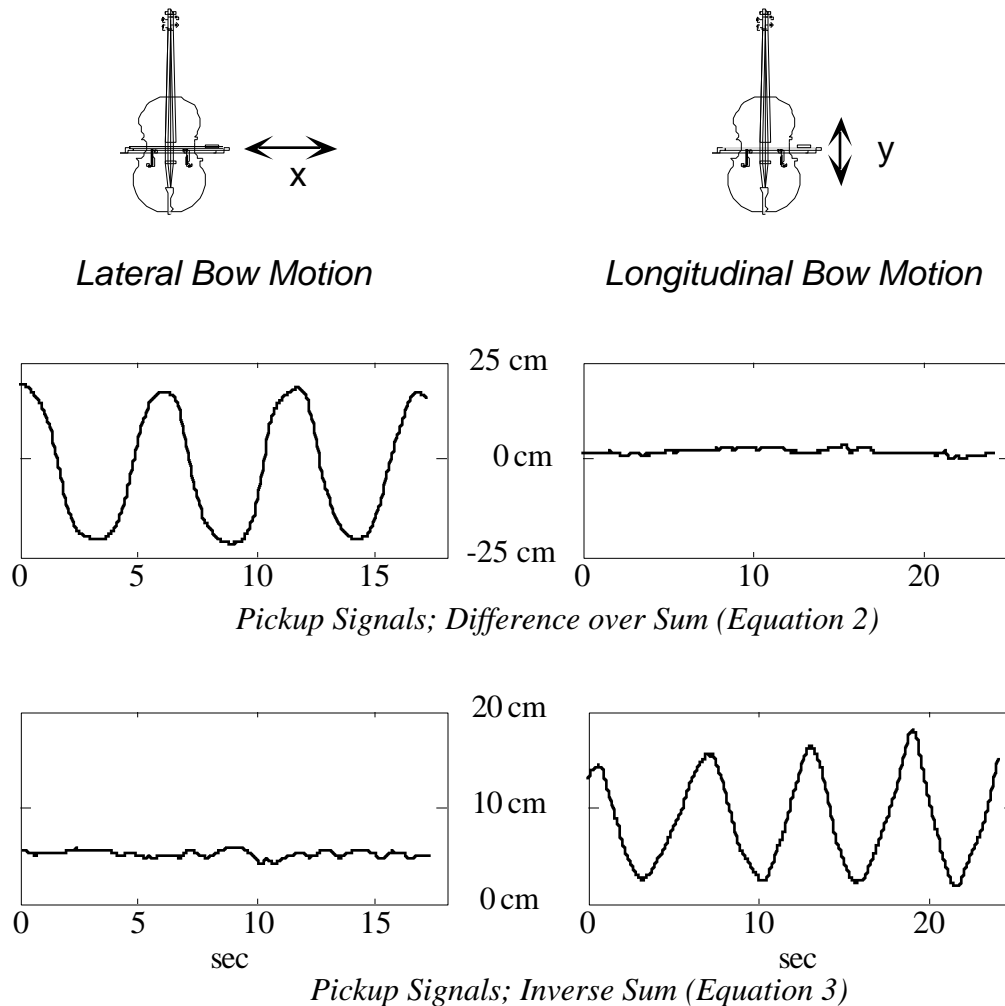 x
y
Lateral Bow Motion
Longitudinal Bow Motion
25 cm
0 cm
-25 cm
0 5 10 15
0 10 20
Pickup Signals; Difference over Sum (Equation 2)
20 cm
10 cm
0 cm
0 5 10 15
0 10 20
sec
sec
Pickup Signals; Inverse Sum (Equation 3)